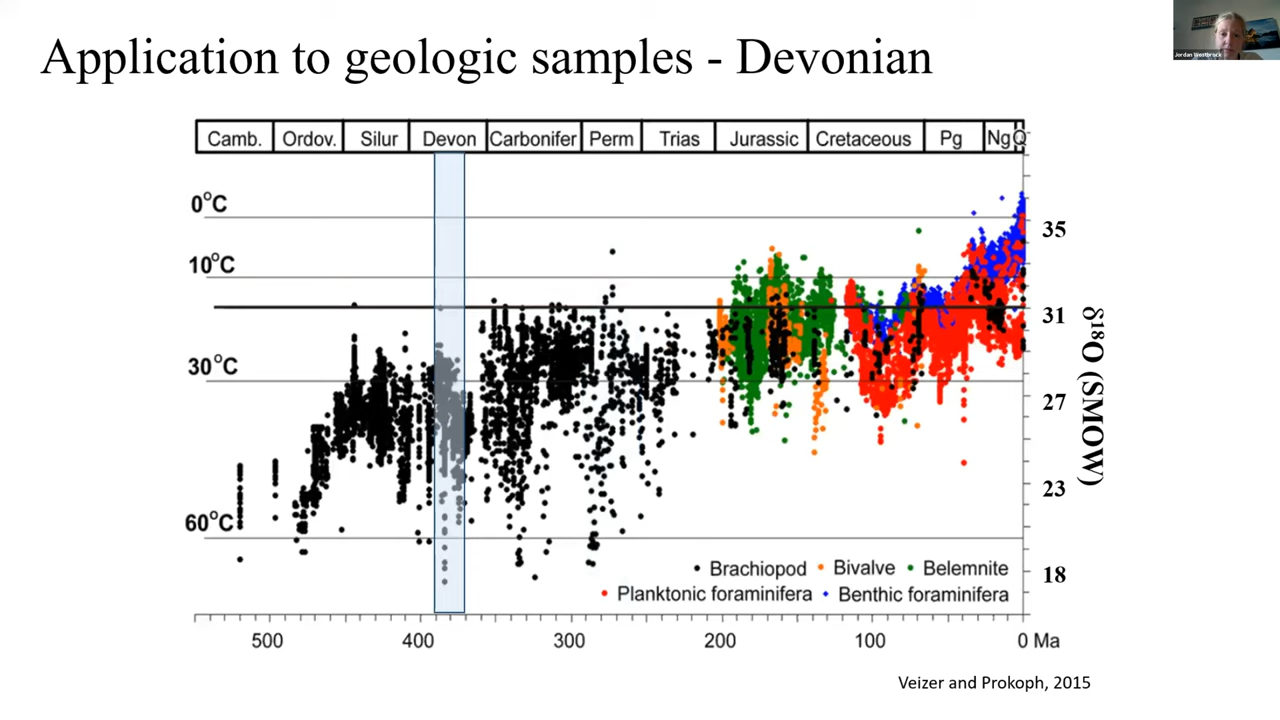 Application to geologic samples - Devonian
Jordan Westbrock
Camb. Ordov. Silur Devon Carbonifer Perm Trias Jurassic Cretaceous Pg Ng Q
0°C
10°C
30°C
60°C
35
31
27
23
18
δ¹⁸O (SMOW)
Brachiopod Bivalve Belemnite
Planktonic foraminifera Benthic foraminifera
500 400 300 200 100 0 Ma
Veizer and Prokoph, 2015